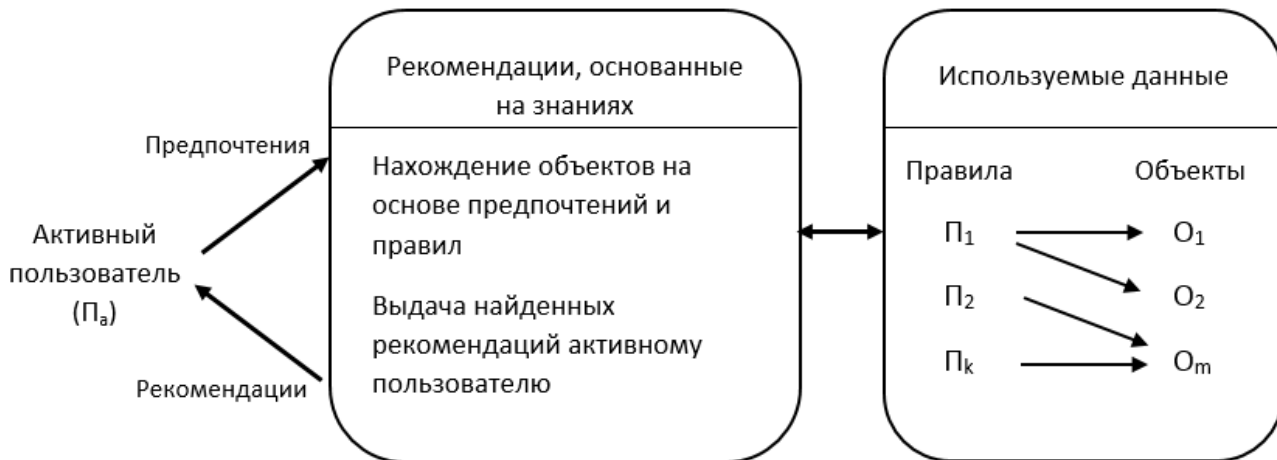 Предпочтения
Активный
пользователь
(Пₐ)
Рекомендации
Рекомендации, основанные
на знаниях
Нахождение объектов на
основе предпочтений и
правил
Выдача найденных
рекомендаций активному
пользователю
Используемые данные
Правила Объекты
П₁ О₁
П₂ О₂
Пₖ Оₘ